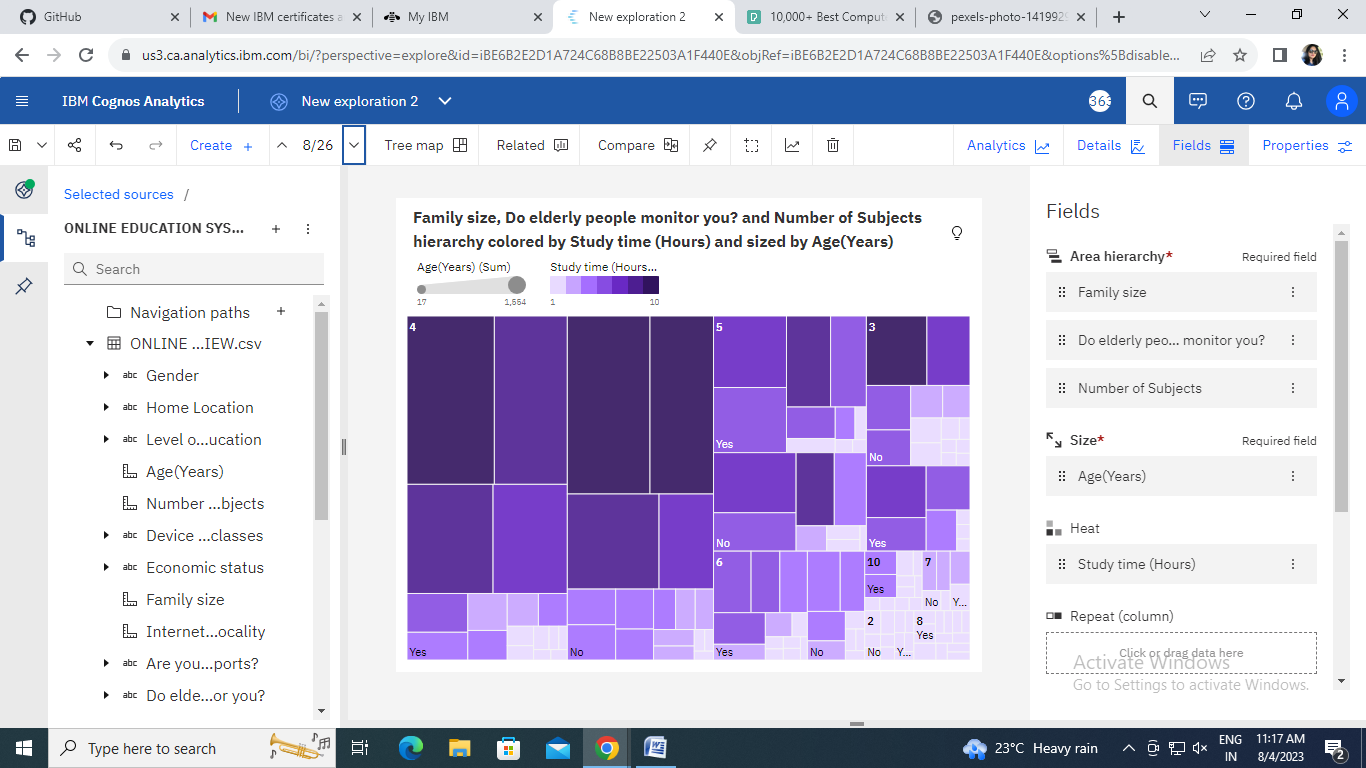 GitHub
New IBM certificates a
My IBM
New exploration 2
10,000+ Best Comput
pexels-photo-1419925
us3.ca.analytics.ibm.com/bi/?perspective=explore&id=iBE6B2E2D1A724C68B8BE22503A1F440E&objRef=iBE6B2E2D1A724C68B8BE22503A1F440E&options%5Bdisable...
IBM Cognos Analytics
New exploration 2
363
Create +
8/26
Tree map
Related
Compare
Analytics
Details
Fields
Properties
Selected sources /
ONLINE EDUCATION SYS...
Search
Navigation paths
ONLINE ...IEW.csv
abc Gender
abc Home Location
abc Level o...ucation
Age(Years)
Number ...bjects
abc Device ...classes
abc Economic status
Family size
Internet...ocality
abc Are you...ports?
abc Do elde...or you?
Family size, Do elderly people monitor you? and Number of Subjects
hierarchy colored by Study time (Hours) and sized by Age(Years)
Age(Years) (Sum)
Study time (Hours...
17
1,554
1
10
4
5
3
Yes
No
No
Yes
6
10
7
Yes
No
Y...
2
8
Yes
Yes
No
Yes
No
No
Y...
Fields
Area hierarchy*
Required field
Family size
Do elderly peo... monitor you?
Number of Subjects
Size*
Required field
Age(Years)
Heat
Study time (Hours)
Repeat (column)
Click or drag data here
Activate Windows
Go to Settings to activate Windows.
Type here to search
23°C Heavy rain
ENG
IN
11:17 AM
8/4/2023
2